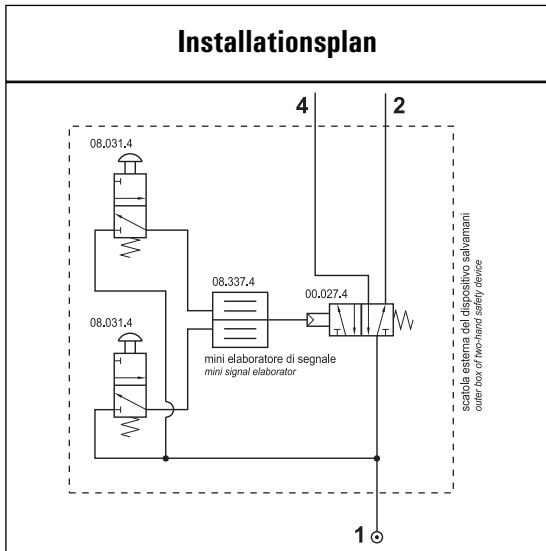 Installationsplan
4
2
08.031.4
08.337.4
00.027.4
08.031.4
mini elaboratore di segnale
mini signal elaborator
scatola esterna del dispositivo salvamani
outer box of two-hand safety device
1